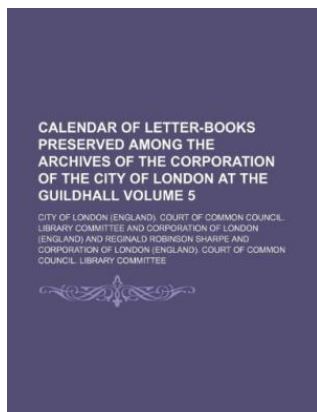 CALENDAR OF LETTER-BOOKS
PRESERVED AMONG THE
ARCHIVES OF THE CORPORATION
OF THE CITY OF LONDON AT THE
GUILDHALL VOLUME 5
CITY OF LONDON (ENGLAND). COURT OF COMMON COUNCIL.
LIBRARY COMMITTEE AND CORPORATION OF LONDON
(ENGLAND) AND REGINALD ROBINSON SHARPE AND
CORPORATION OF LONDON (ENGLAND). COURT OF COMMON
COUNCIL. LIBRARY COMMITTEE